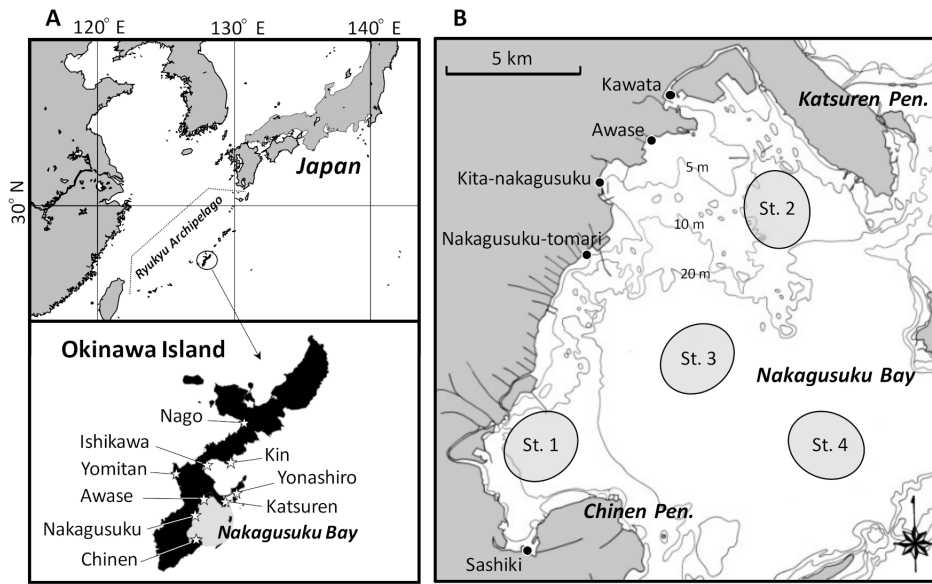 A
120° E
130° E
140° E
30° N
Japan
Ryukyu Archipelago
Okinawa Island
Nago
Ishikawa
Kin
Yomitan
Yonashiro
Awase
Katsuren
Nakagusuku
Nakagusuku Bay
Chinen
B
5 km
Kawata
Katsuren Pen.
Awase
5 m
Kita-nakagusuku
St. 2
10 m
Nakagusuku-tomari
20 m
St. 3
Nakagusuku Bay
St. 1
St. 4
Chinen Pen.
Sashiki